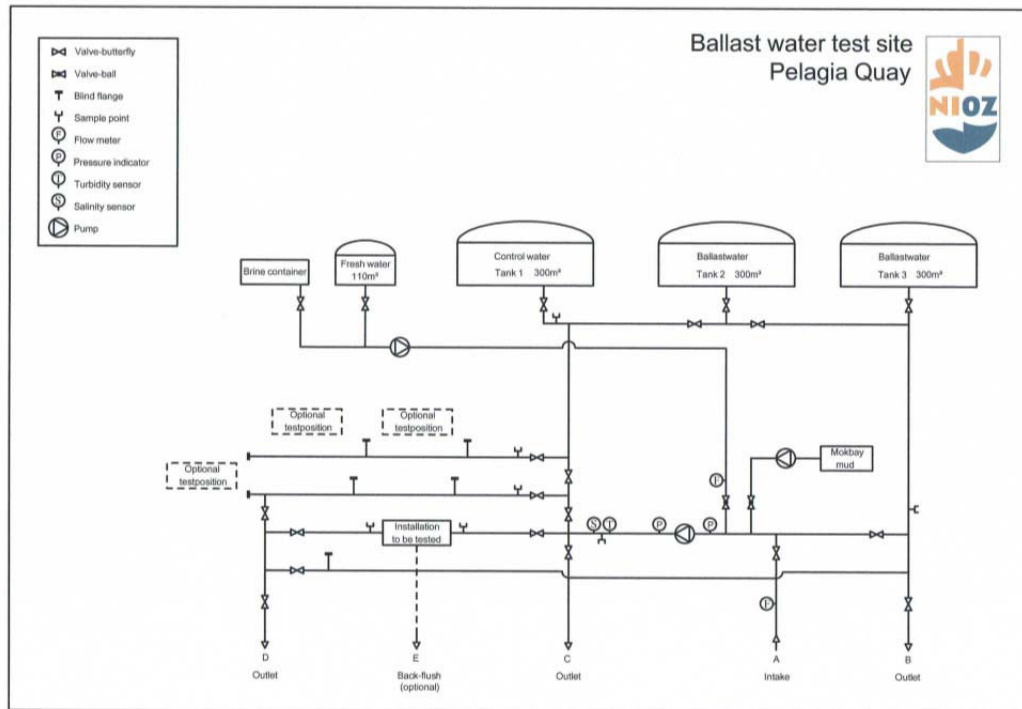 Ballast water test site
Pelagia Quay
NIOZ
Valve-butterfly
Valve-ball
Blind flange
Sample point
F Flow meter
P Pressure indicator
T Turbidity sensor
S Salinity sensor
Pump
Brine container
Fresh water
110m³
Control water
Tank 1 300m³
Ballastwater
Tank 2 300m³
Ballastwater
Tank 3 300m³
Optional
testposition
Optional
testposition
Optional
testposition
Mokbay
mud
F
Installation
to be tested
S
T
P
P
F
D
Outlet
E
Back-flush
(optional)
C
Outlet
A
Intake
B
Outlet